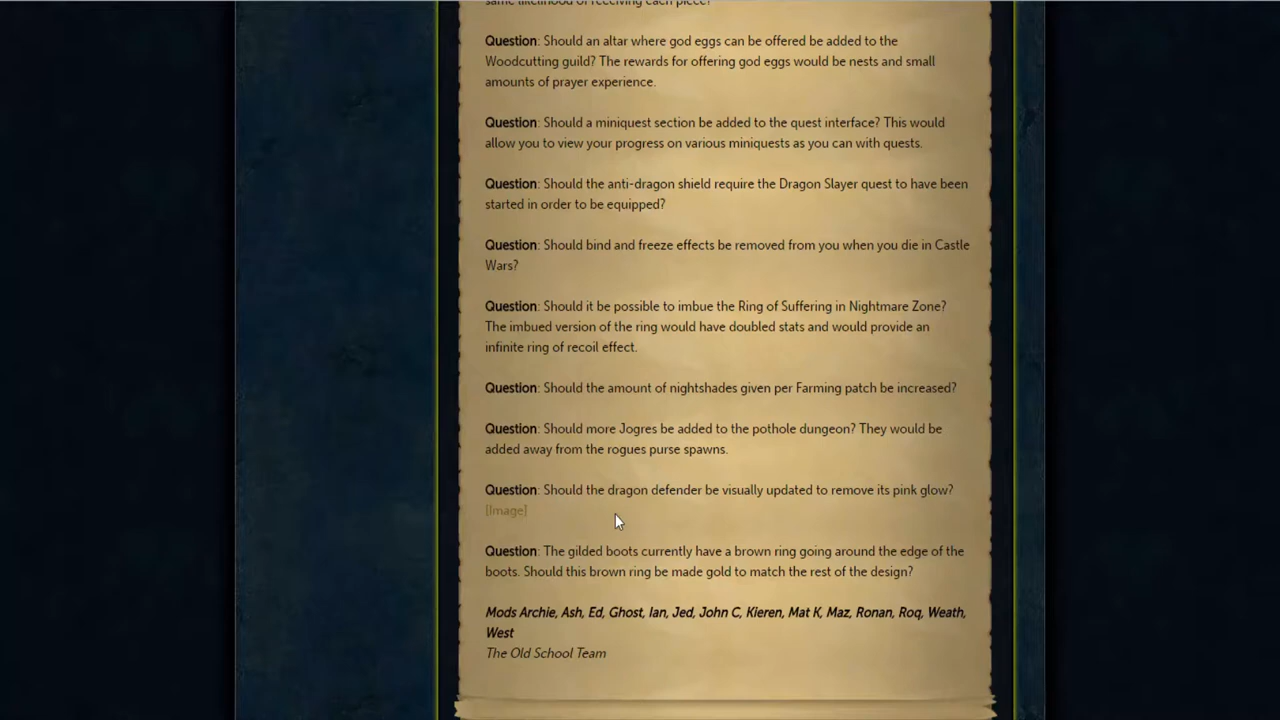 same likelihood of receiving each piece?
Question: Should an altar where god eggs can be offered be added to the
Woodcutting guild? The rewards for offering god eggs would be nests and small
amounts of prayer experience.
Question: Should a miniquest section be added to the quest interface? This would
allow you to view your progress on various miniquests as you can with quests.
Question: Should the anti-dragon shield require the Dragon Slayer quest to have been
started in order to be equipped?
Question: Should bind and freeze effects be removed from you when you die in Castle
Wars?
Question: Should it be possible to imbue the Ring of Suffering in Nightmare Zone?
The imbued version of the ring would have doubled stats and would provide an
infinite ring of recoil effect.
Question: Should the amount of nightshades given per Farming patch be increased?
Question: Should more Jogres be added to the pothole dungeon? They would be
added away from the rogues purse spawns.
Question: Should the dragon defender be visually updated to remove its pink glow?
[Image]
Question: The gilded boots currently have a brown ring going around the edge of the
boots. Should this brown ring be made gold to match the rest of the design?
Mods Archie, Ash, Ed, Ghost, Ian, Jed, John C, Kieren, Mat K, Maz, Ronan, Roq, Weath,
West
The Old School Team